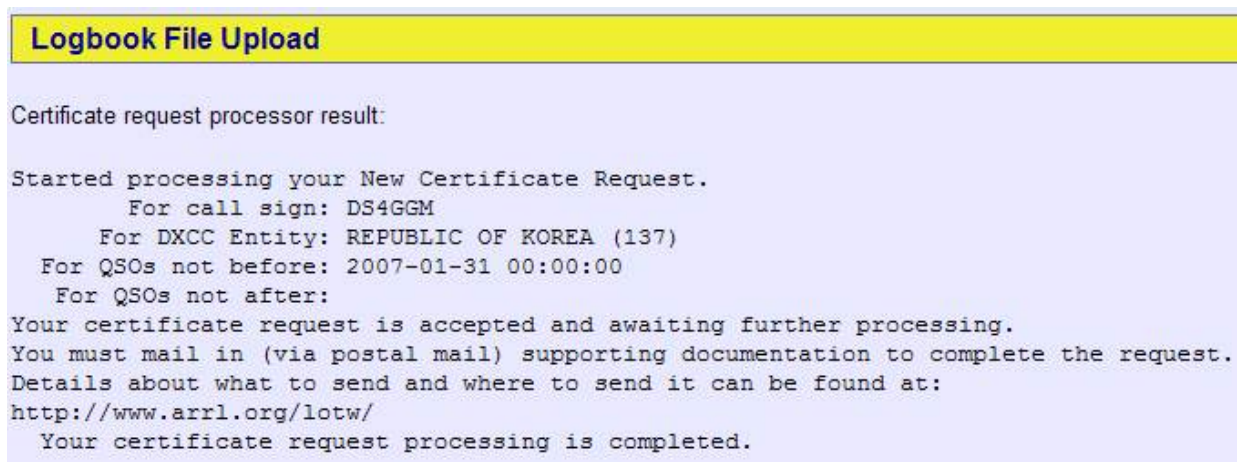 Logbook File Upload
Certificate request processor result:
Started processing your New Certificate Request.
For call sign: DS4GGM
For DXCC Entity: REPUBLIC OF KOREA (137)
For QSOs not before: 2007-01-31 00:00:00
For QSOs not after:
Your certificate request is accepted and awaiting further processing.
You must mail in (via postal mail) supporting documentation to complete the request.
Details about what to send and where to send it can be found at:
http://www.arrl.org/lotw/
Your certificate request processing is completed.